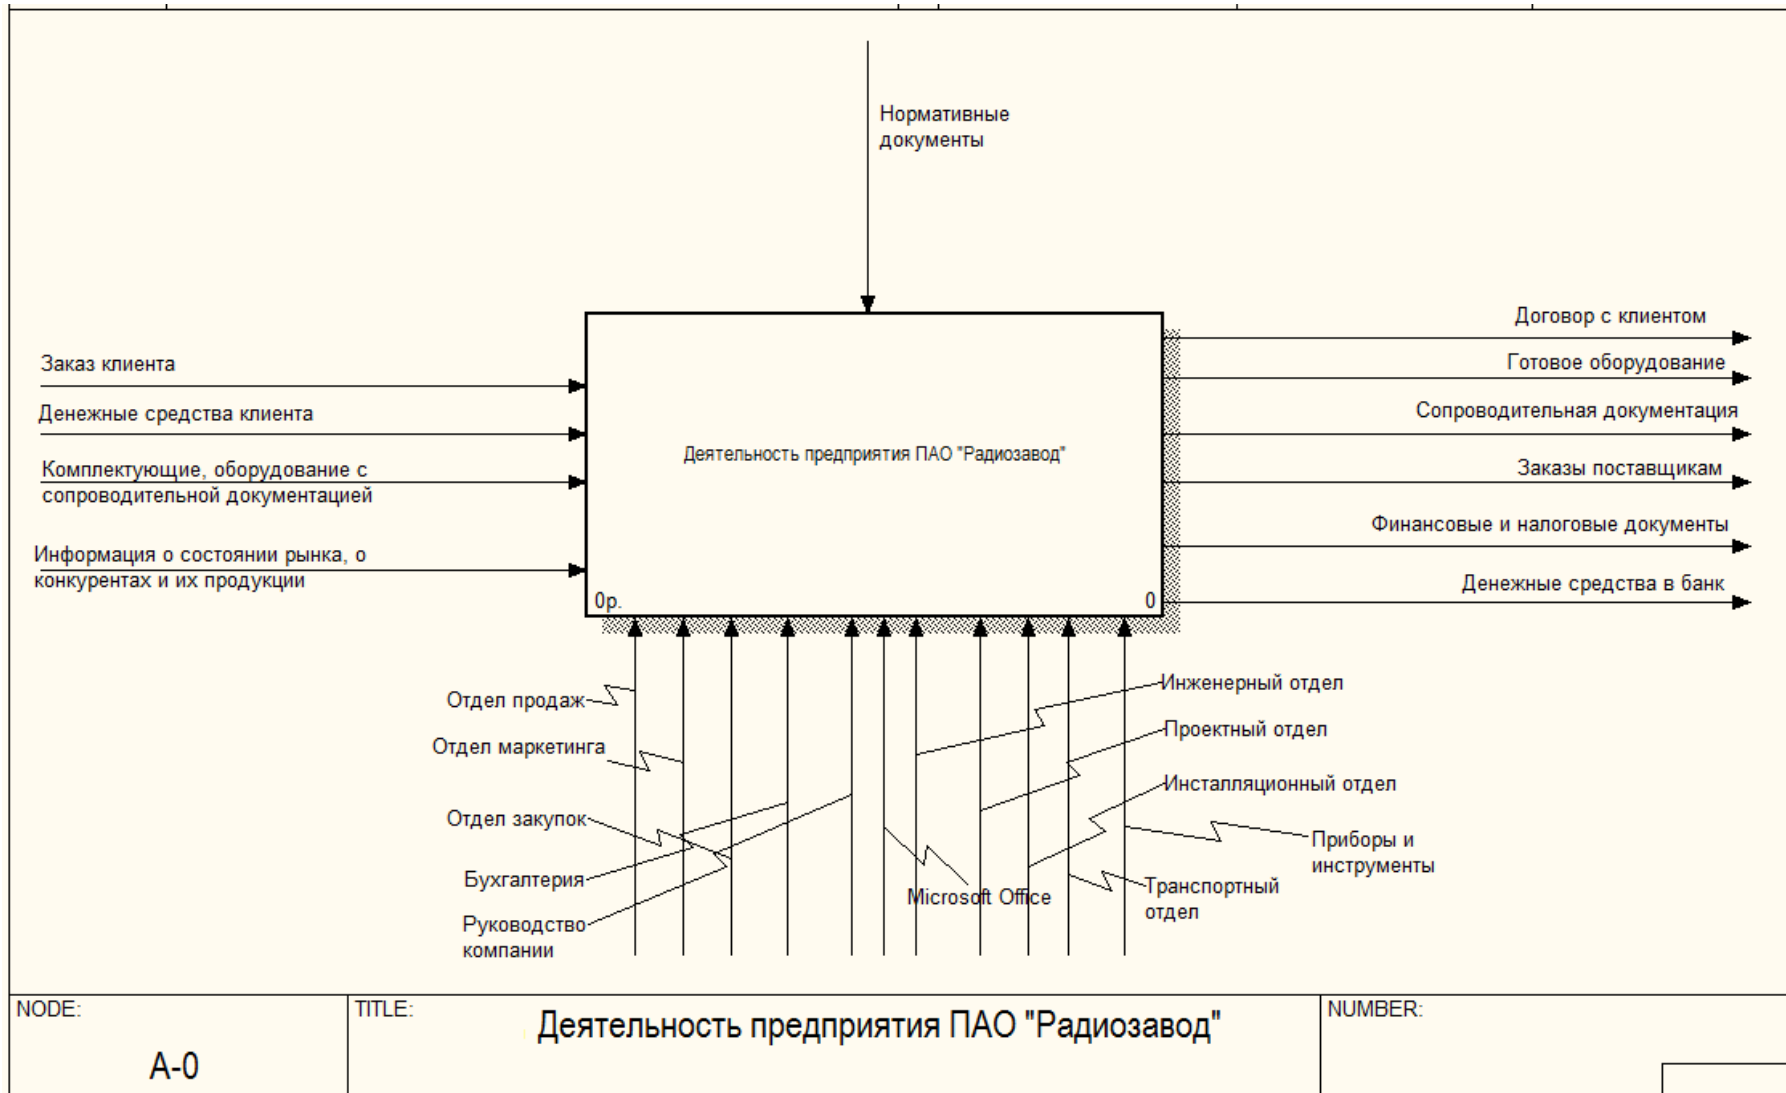 Нормативные
документы
Заказ клиента
Денежные средства клиента
Комплектующие, оборудование с
сопроводительной документацией
Информация о состоянии рынка, о
конкурентах и их продукции
Деятельность предприятия ПАО "Радиозавод"
0р.
0
Договор с клиентом
Готовое оборудование
Сопроводительная документация
Заказы поставщикам
Финансовые и налоговые документы
Денежные средства в банк
Отдел продаж
Отдел маркетинга
Отдел закупок
Бухгалтерия
Руководство
компании
Microsoft Office
Инженерный отдел
Проектный отдел
Инсталляционный отдел
Приборы и
инструменты
Транспортный
отдел
NODE:
A-0
TITLE:
Деятельность предприятия ПАО "Радиозавод"
NUMBER: